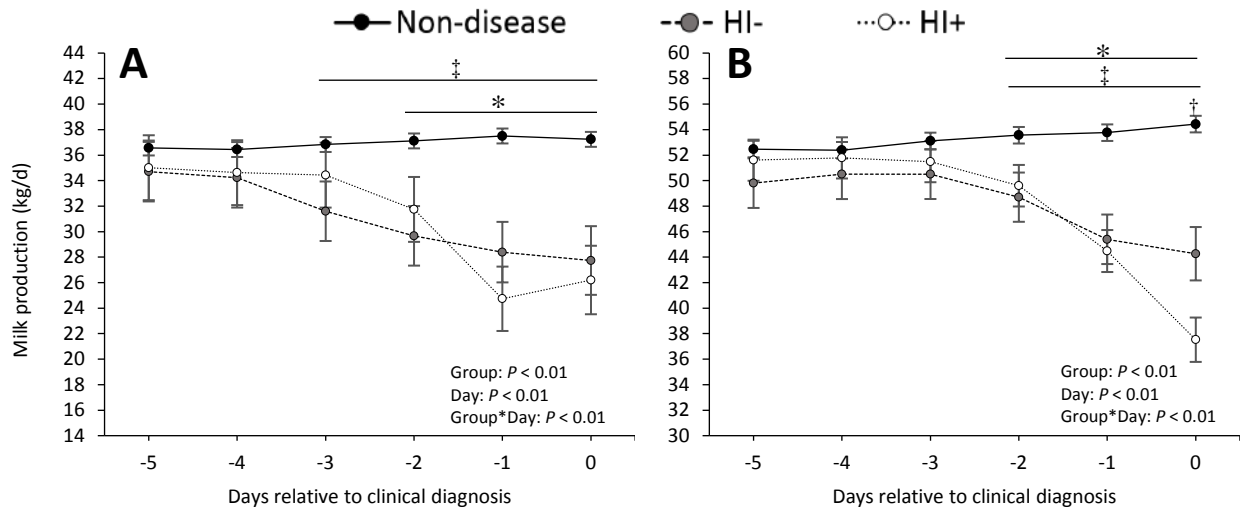 Non-disease HI- HI+
A
Milk production (kg/d)
44
42
40
38
36
34
32
30
28
26
24
22
20
18
16
14
‡
*
Group: P < 0.01
Day: P < 0.01
Group*Day: P < 0.01
-5 -4 -3 -2 -1 0
Days relative to clinical diagnosis
B
60
58
56
54
52
50
48
46
44
42
40
38
36
34
32
30
*
‡
†
Group: P < 0.01
Day: P < 0.01
Group*Day: P < 0.01
-5 -4 -3 -2 -1 0
Days relative to clinical diagnosis